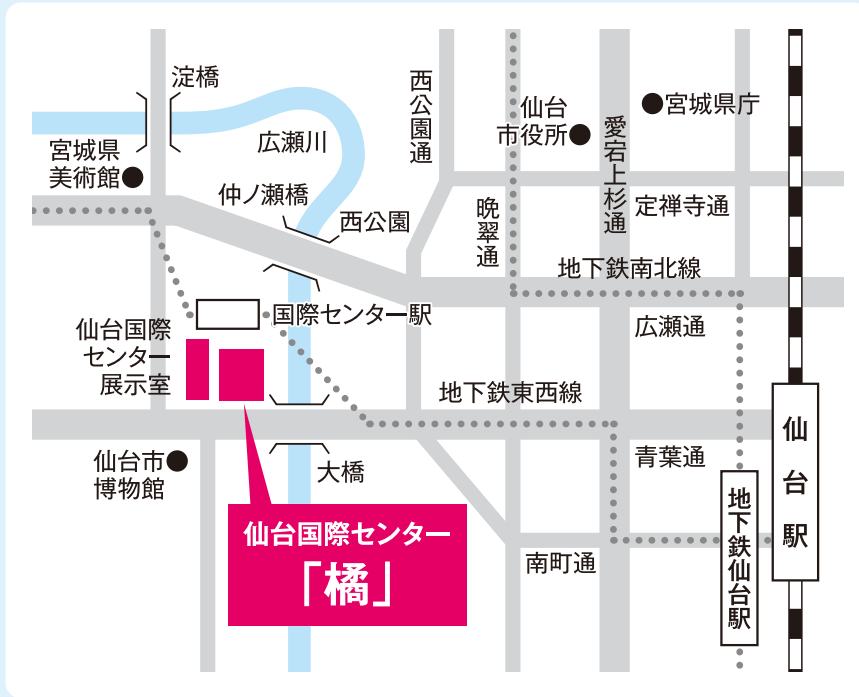 淀橋
広瀬川
宮城県
美術館
仲ノ瀬橋
西公園
西公園通
仙台
市役所
宮城県庁
愛宕上杉通
定禅寺通
晩翠通
地下鉄南北線
広瀬通
国際センター駅
仙台国際
センター
展示室
地下鉄東西線
青葉通
仙台駅
仙台市
博物館
大橋
地下鉄仙台駅
南町通
仙台国際センター
「橘」